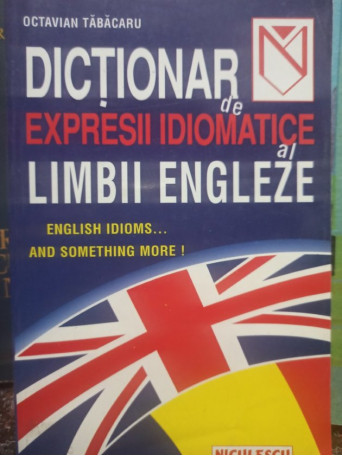 OCTAVIAN TĂBĂCARU
DICȚIONAR
de
EXPRESII IDIOMATICE
al
LIMBII ENGLEZE
ENGLISH IDIOMS...
AND SOMETHING MORE !
NICULESCU